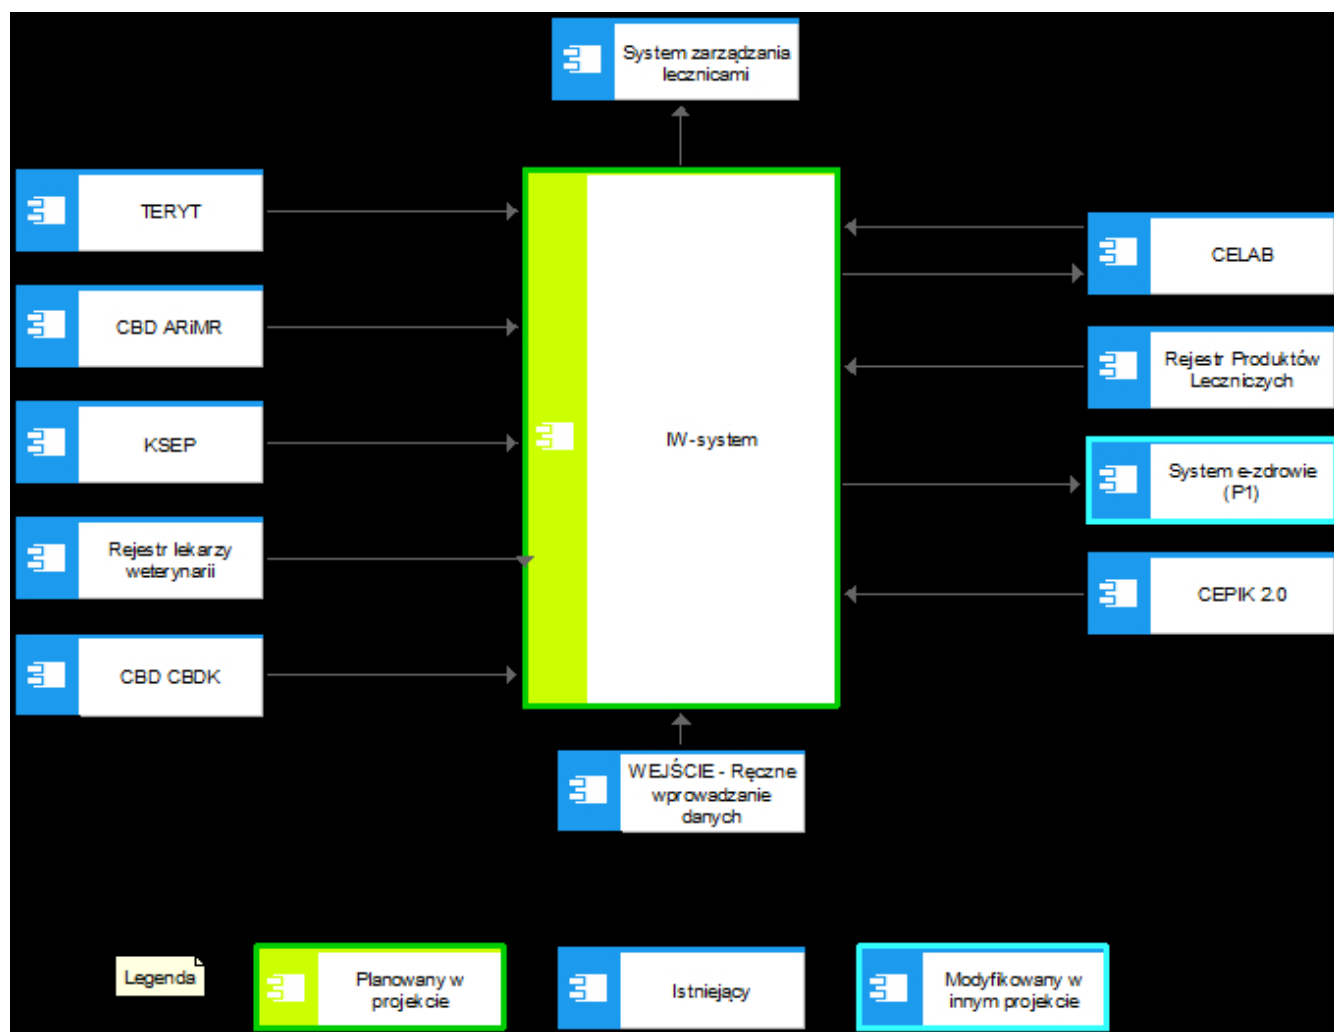 System zarządzania
lecznicami
TERYT
CBD ARiMR
KSEP
Rejestr lekarzy
weterynarii
CBD CBDK
IW-system
CELAB
Rejestr Produktów
Leczniczych
System e-zdrowie
(P1)
CEPIK 2.0
WEJŚCIE - Ręczne
wprowadzanie
danych
Legenda
Planowany w
projekcie
Istniejący
Modyfikowany w
innym projekcie